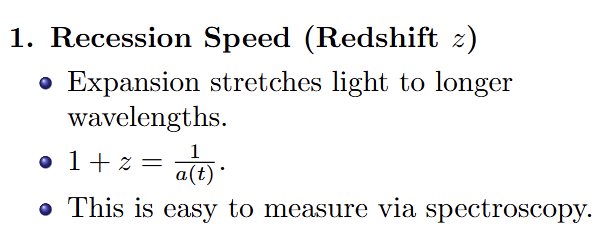 1. Recession Speed (Redshift z)
• Expansion stretches light to longer
wavelengths.
• 1 + z = 1/a(t).
• This is easy to measure via spectroscopy.